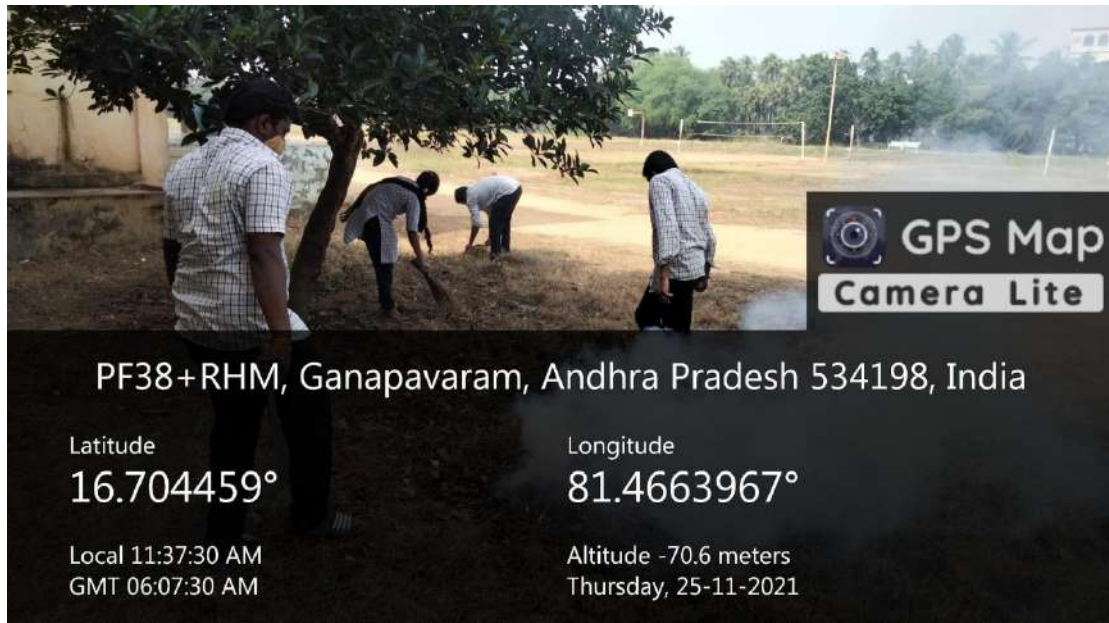 GPS Map
Camera Lite
PF38+RHM, Ganapavaram, Andhra Pradesh 534198, India
Latitude
16.704459°
Longitude
81.4663967°
Local 11:37:30 AM
GMT 06:07:30 AM
Altitude -70.6 meters
Thursday, 25-11-2021